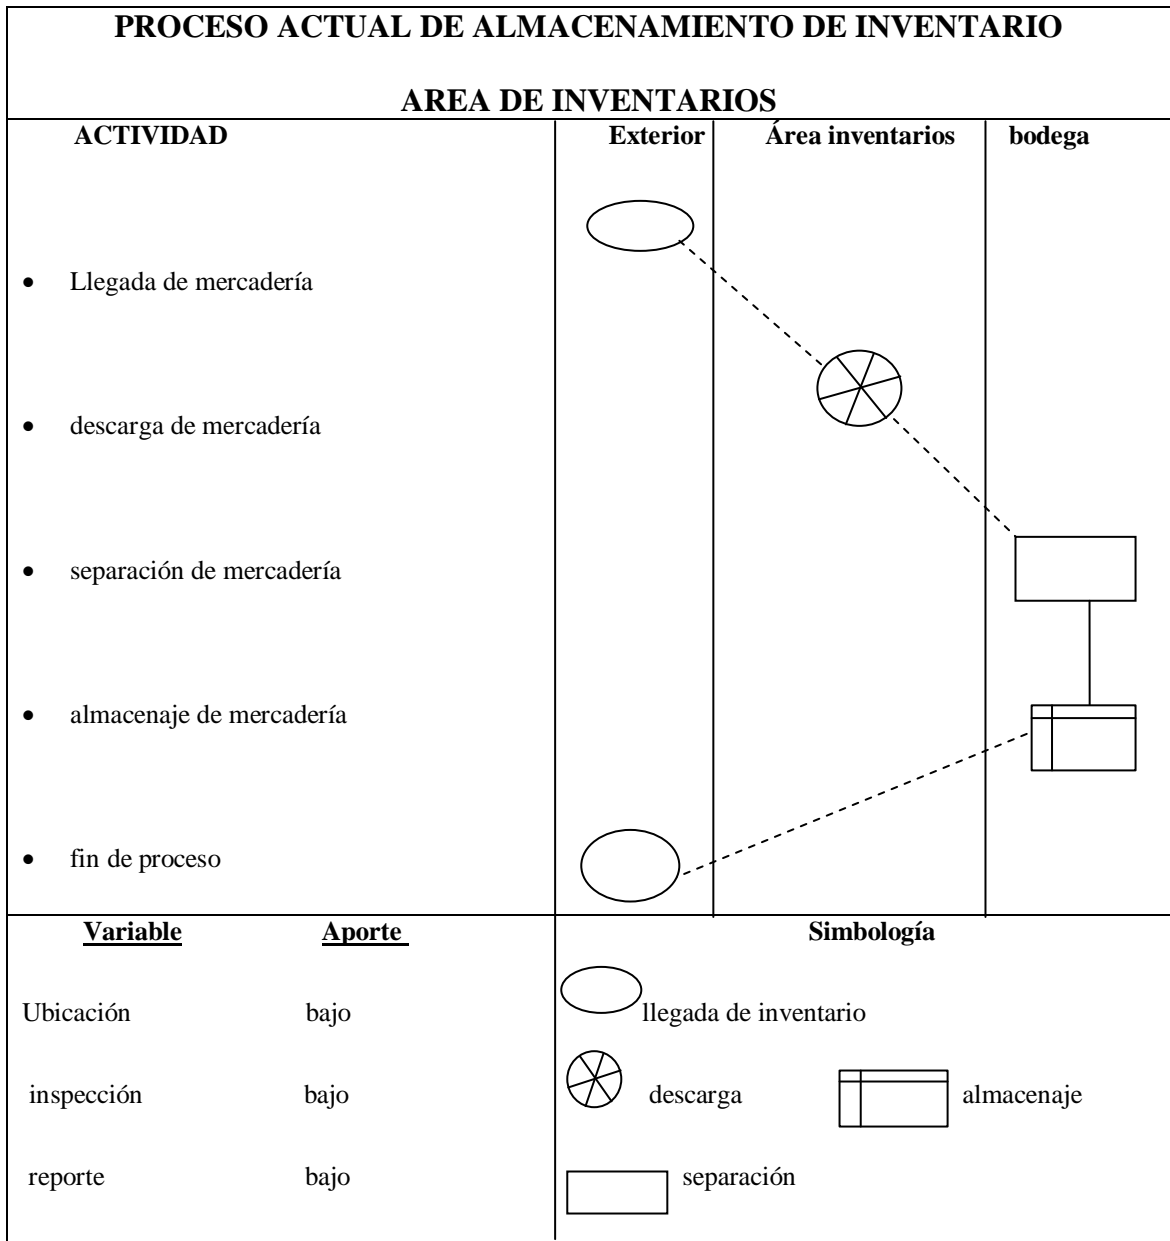 PROCESO ACTUAL DE ALMACENAMIENTO DE INVENTARIO
AREA DE INVENTARIOS
ACTIVIDAD Exterior Área inventarios bodega
• Llegada de mercadería
• descarga de mercadería
• separación de mercadería
• almacenaje de mercadería
• fin de proceso
Variable Aporte Simbología
Ubicación bajo llegada de inventario
inspección bajo descarga almacenaje
reporte bajo separación